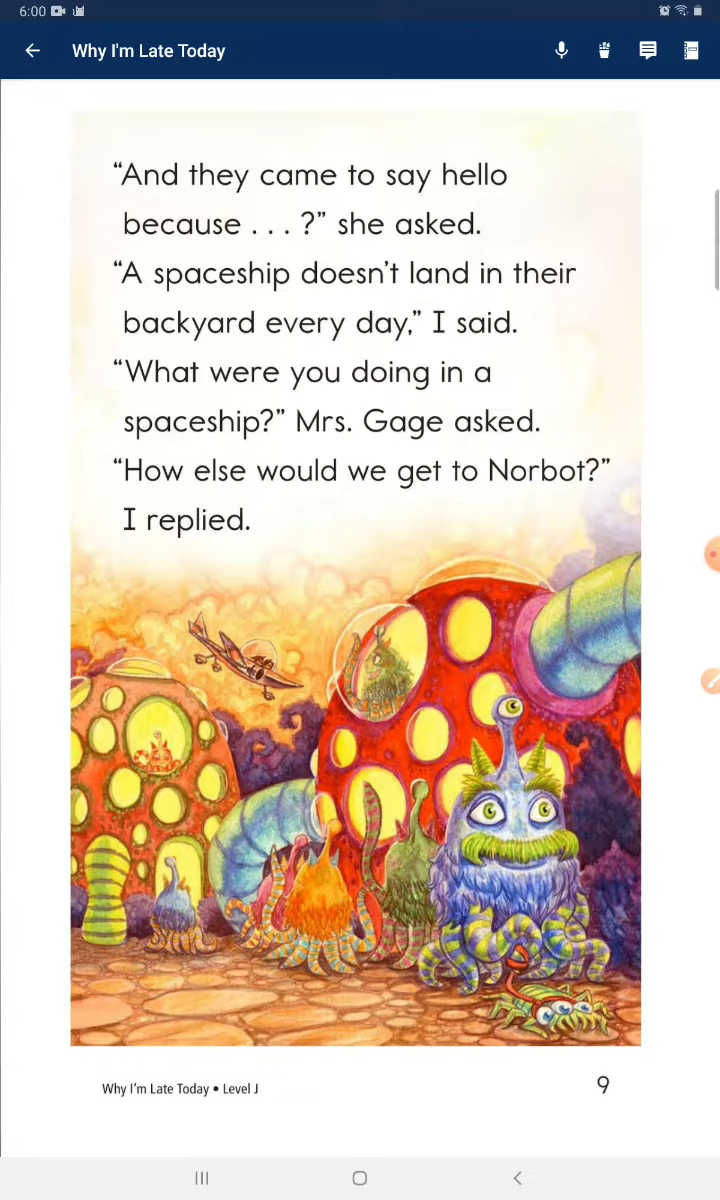 6:00
Why I'm Late Today
“And they came to say hello
because . . . ?” she asked.
“A spaceship doesn’t land in their
backyard every day,” I said.
“What were you doing in a
spaceship?” Mrs. Gage asked.
“How else would we get to Norbot?”
I replied.
Why I’m Late Today • Level J
9